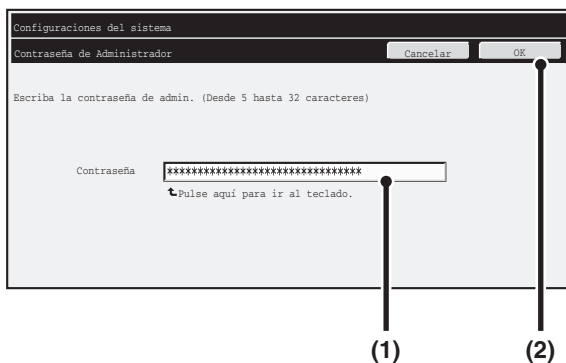 Configuraciones del sistema
Contraseña de Administrador Cancelar OK
Escriba la contraseña de admin. (Desde 5 hasta 32 caracteres)
Contraseña ********************************
Pulse aquí para ir al teclado.
(1) (2)